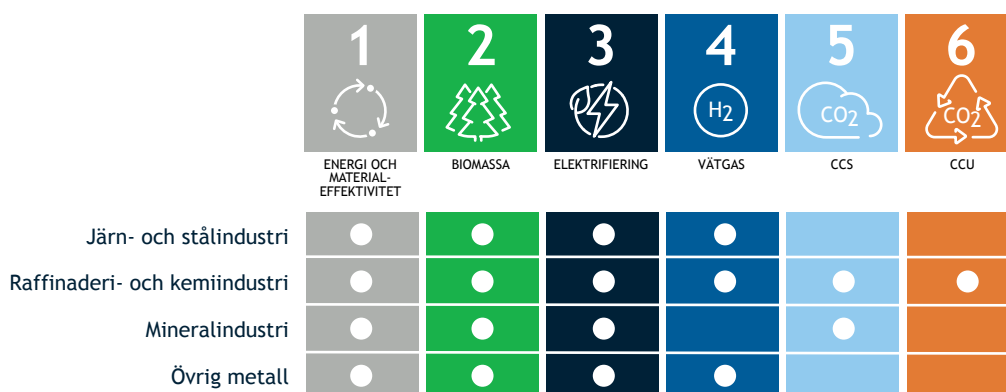 1 2 3 4 5 6
H2 CO2 CO2
ENERGI OCH
MATERIAL-
EFFEKTIVITET
BIOMASSA
ELEKTRIFIERING
VÄTGAS
CCS
CCU
Järn- och stålindustri
Raffinaderi- och kemiindustri
Mineralindustri
Övrig metall